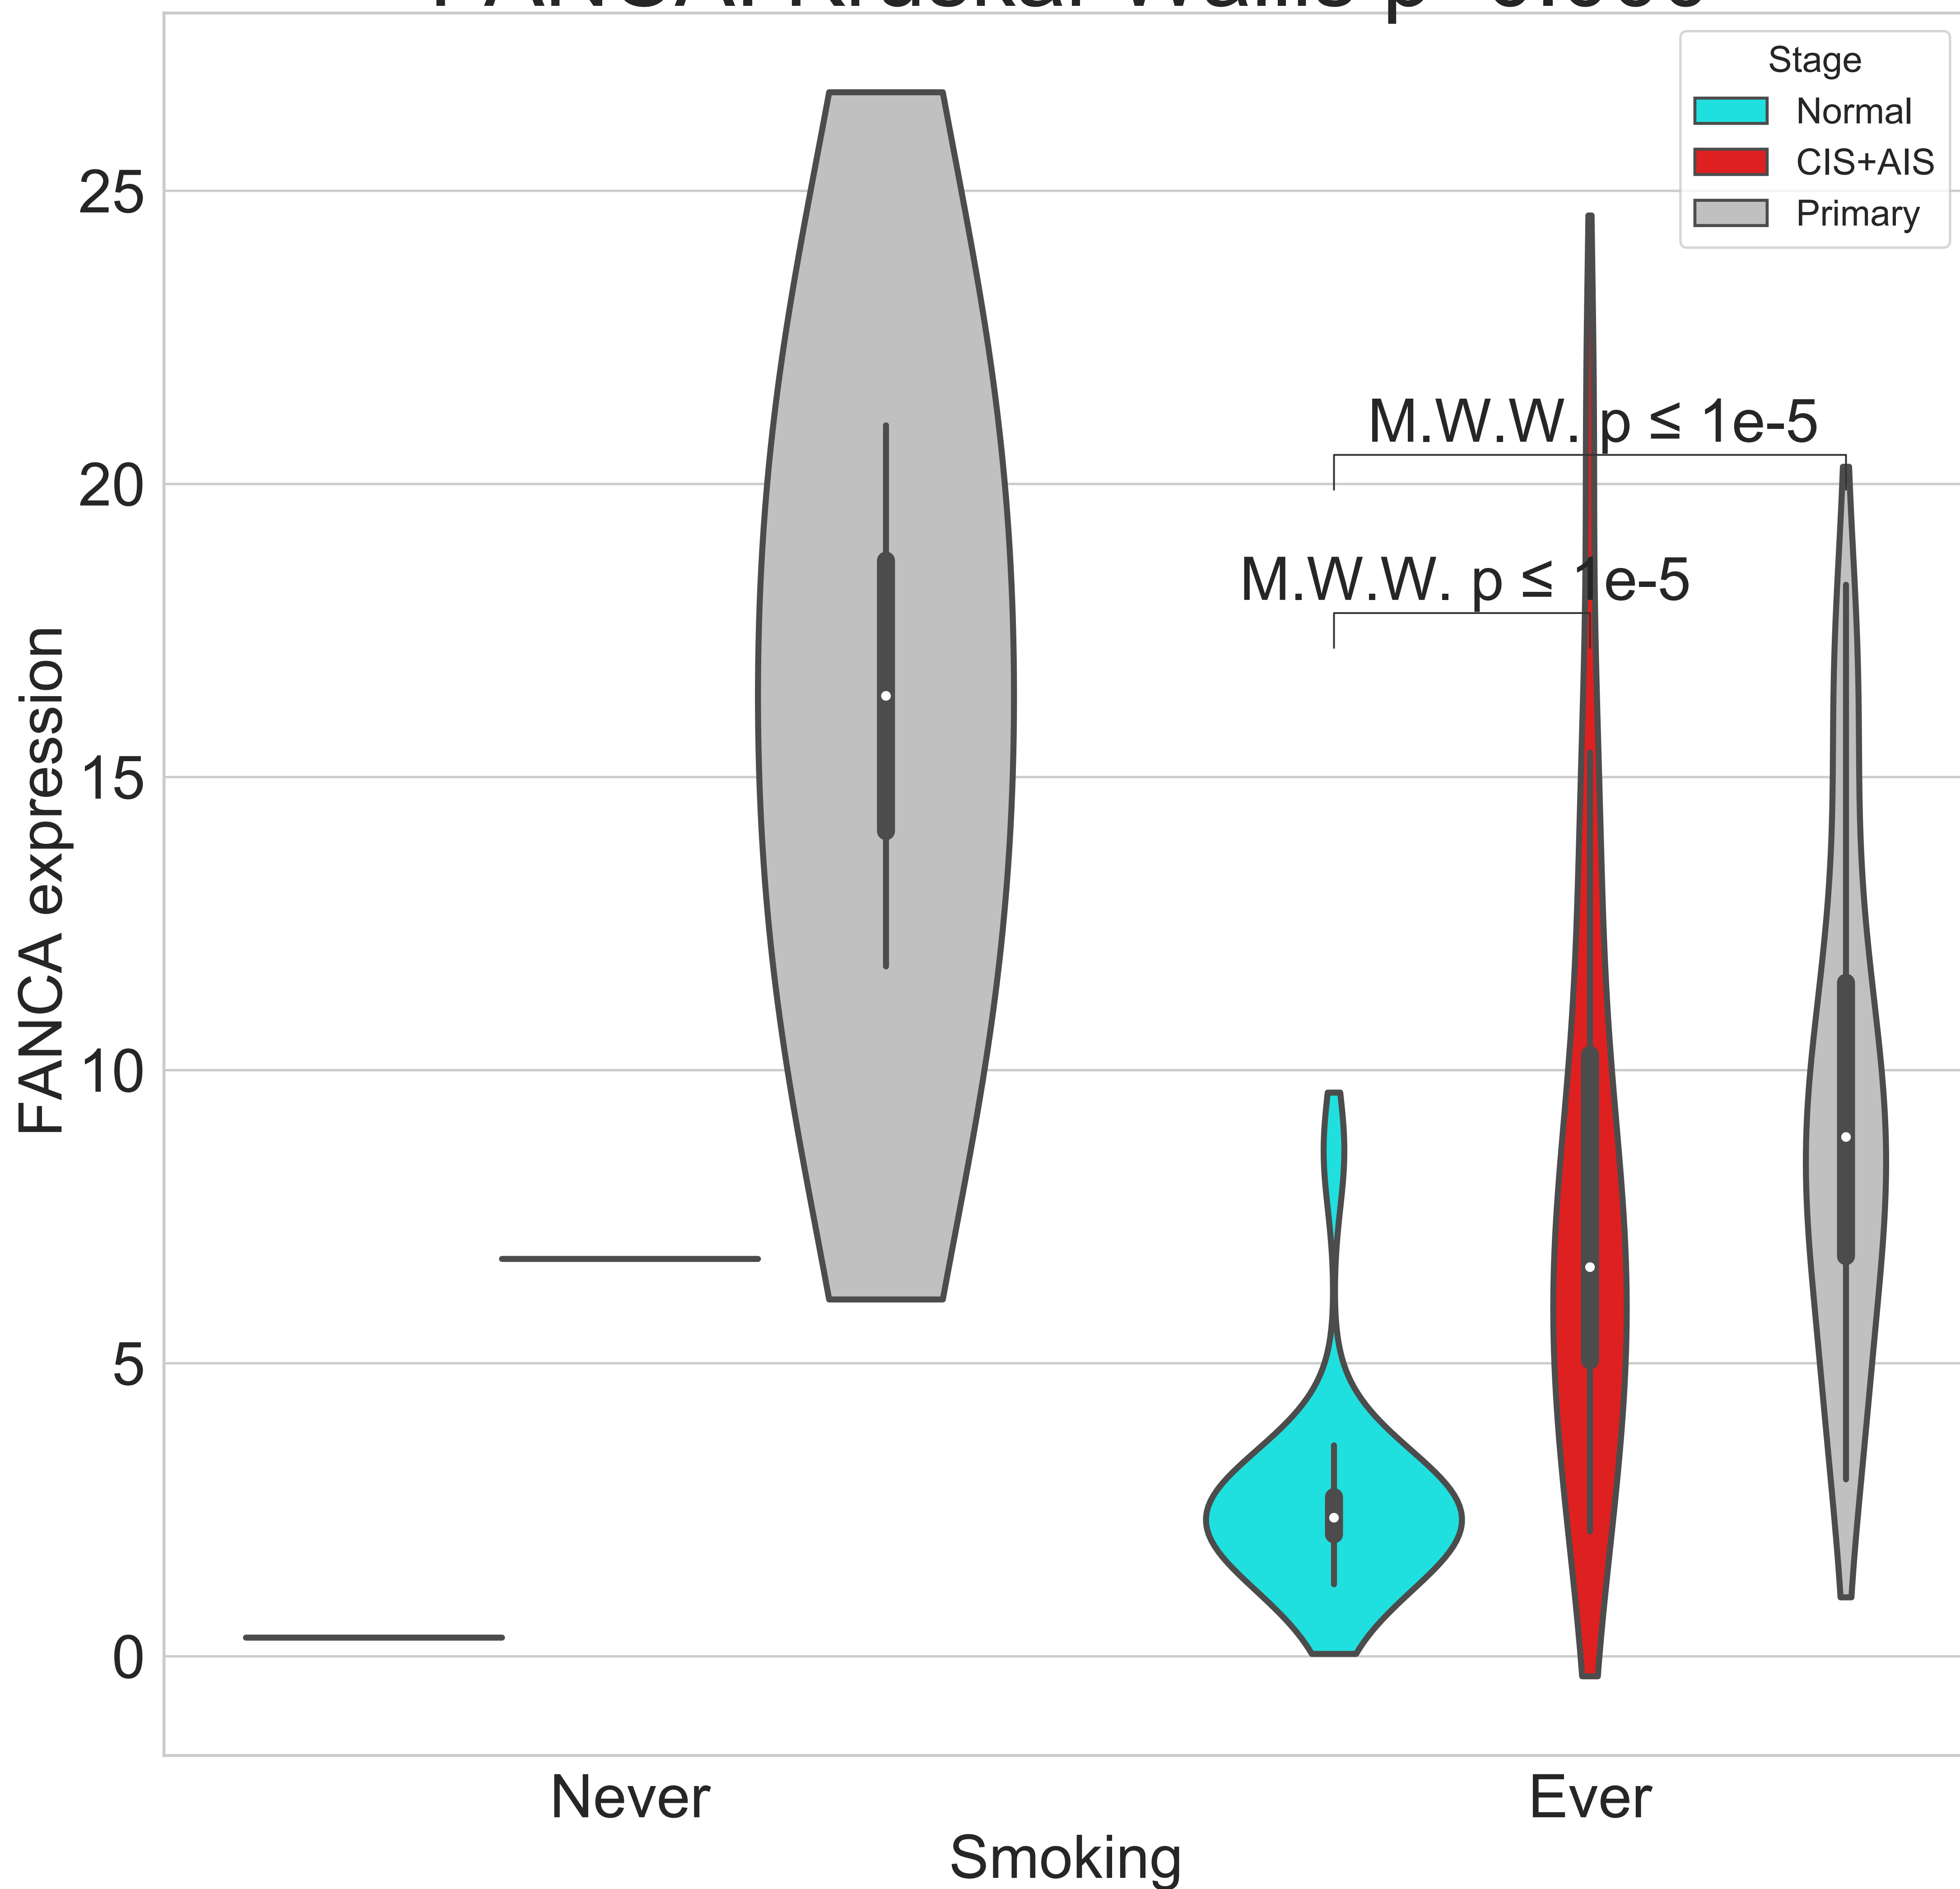 Stage
Normal
CIS+AIS
Primary
25
20
15
10
5
0
FANCA expression
M.W.W. p ≤ 1e-5
M.W.W. p ≤ 1e-5
Never
Ever
Smoking